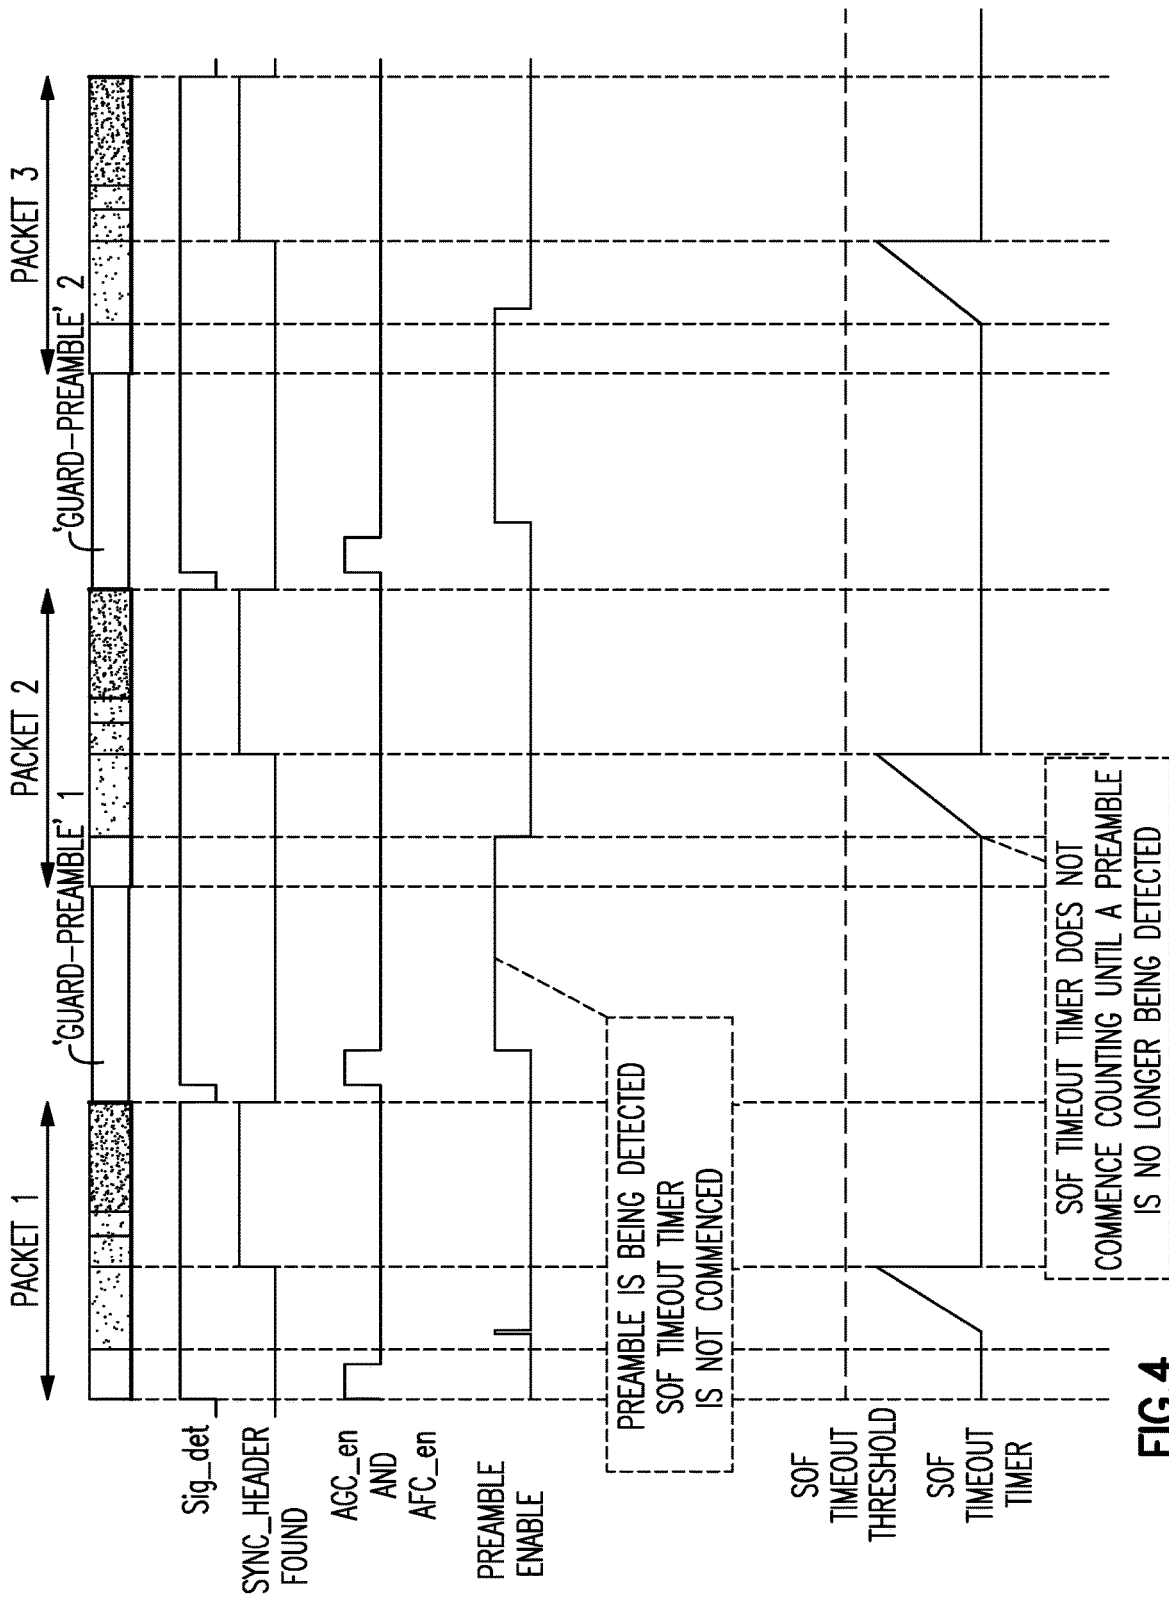 PACKET 1
PACKET 2
PACKET 3
'GUARD-PREAMBLE' 1
'GUARD-PREAMBLE' 2
Sig_det
SYNC_HEADER
FOUND
AGC_en
AND
AFC_en
PREAMBLE
ENABLE
PREAMBLE IS BEING DETECTED
SOF TIMEOUT TIMER
IS NOT COMMENCED
SOF
TIMEOUT
THRESHOLD
SOF
TIMEOUT
TIMER
SOF TIMEOUT TIMER DOES NOT
COMMENCE COUNTING UNTIL A PREAMBLE
IS NO LONGER BEING DETECTED
FIG.4